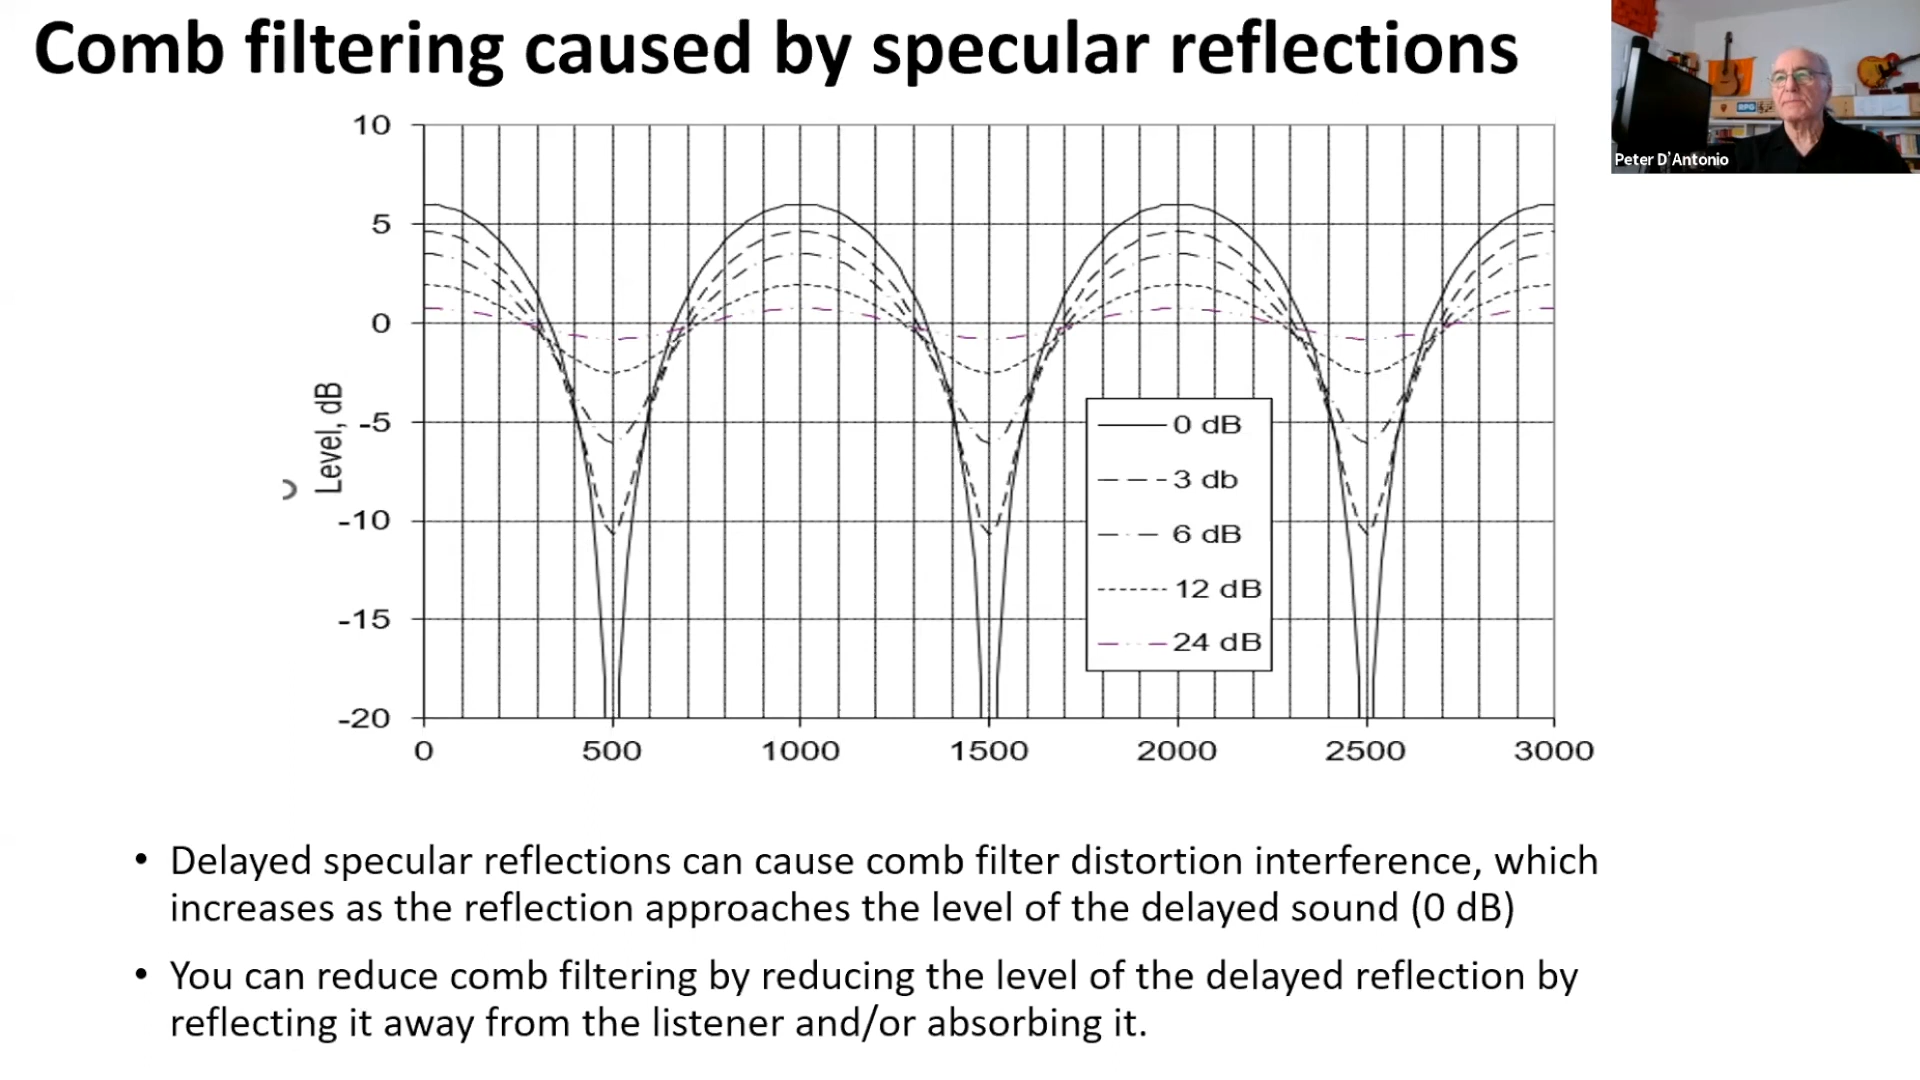 Comb filtering caused by specular reflections
RPG
Peter D'Antonio
10
5
0
-5
-10
-15
-20
Level, dB
0 dB
3 db
6 dB
12 dB
24 dB
0 500 1000 1500 2000 2500 3000
• Delayed specular reflections can cause comb filter distortion interference, which
increases as the reflection approaches the level of the delayed sound (0 dB)
• You can reduce comb filtering by reducing the level of the delayed reflection by
reflecting it away from the listener and/or absorbing it.